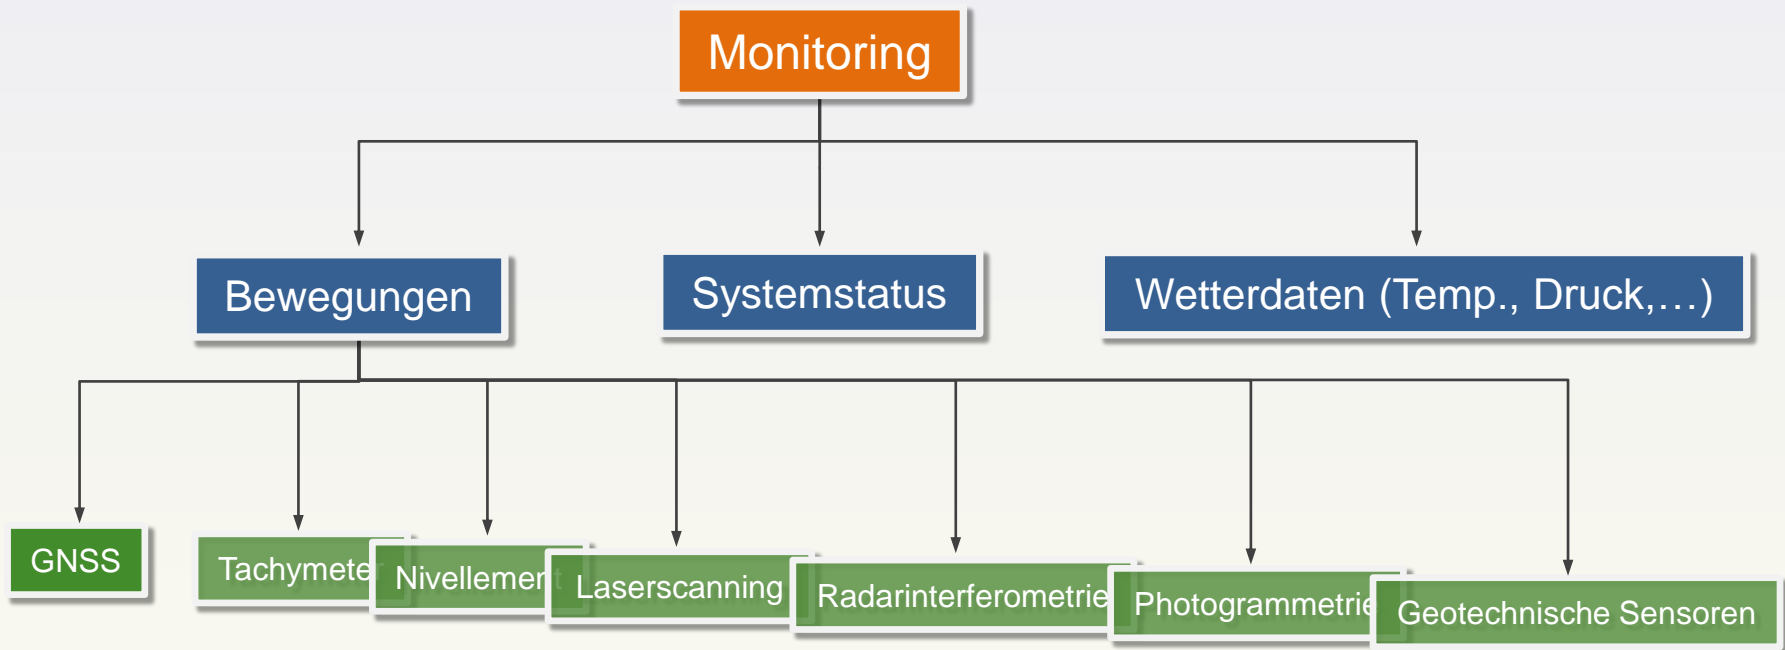 Monitoring
Bewegungen
Systemstatus
Wetterdaten (Temp., Druck,…)
GNSS
Tachymeter
Nivellement
Laserscanning
Radarinterferometrie
Photogrammetrie
Geotechnische Sensoren